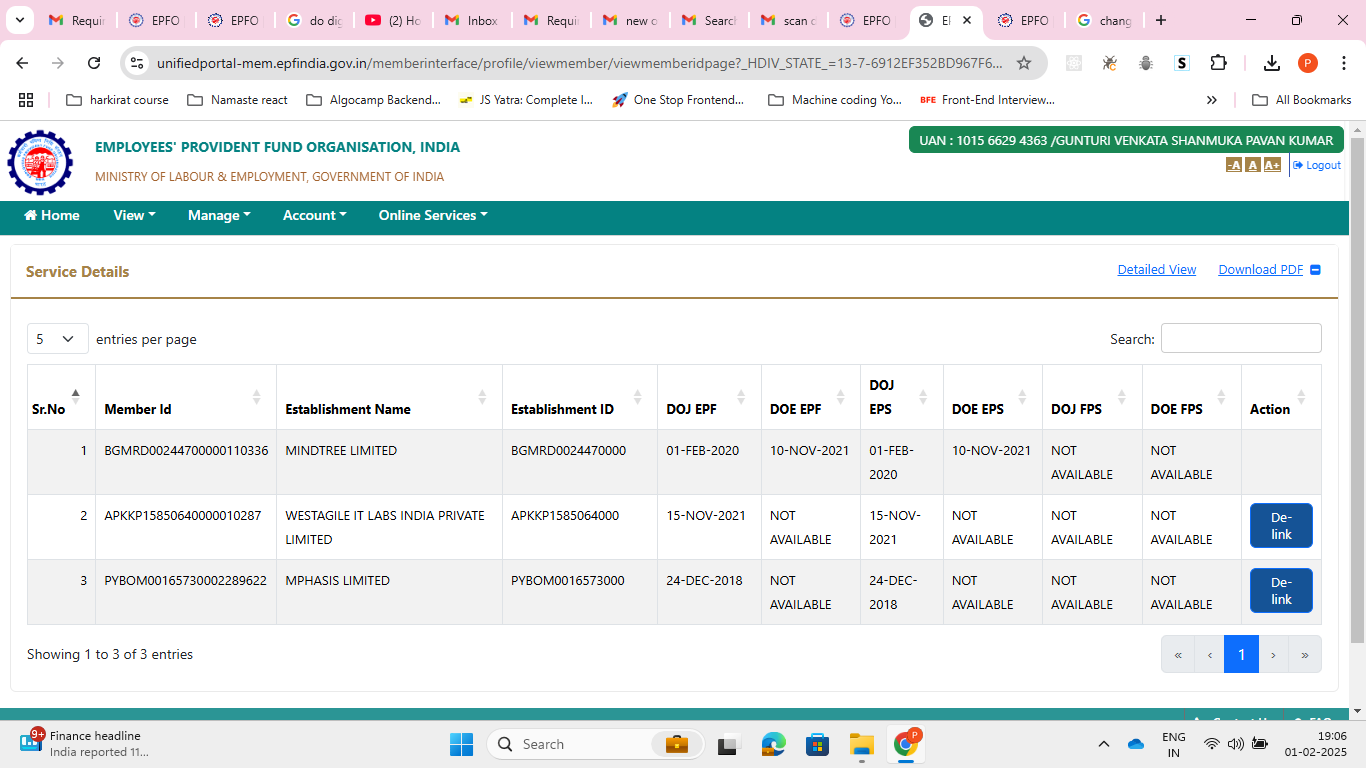 Requir
EPFO
EPFO
do dig
(2) Ho
Inbox
Requir
new o
Search
scan d
EPFO
EPFO
chang
unifiedportal-mem.epfindia.gov.in/memberinterface/profile/viewmember/viewmemberidpage?_HDIV_STATE_=13-7-6912EF352BD967F6...
S
P
harkirat course
Namaste react
Algocamp Backend...
JS Yatra: Complete I...
One Stop Frontend...
Machine coding Yo...
BFE Front-End Interview...
All Bookmarks
EMPLOYEES' PROVIDENT FUND ORGANISATION, INDIA
MINISTRY OF LABOUR & EMPLOYMENT, GOVERNMENT OF INDIA
UAN : 1015 6629 4363 /GUNTURI VENKATA SHANMUKA PAVAN KUMAR
-A A A+ Logout
Home View Manage Account Online Services
Service Details
Detailed View Download PDF
5 entries per page
Search:
Sr.No Member Id Establishment Name Establishment ID DOJ EPF DOE EPF DOJ EPS DOE EPS DOJ FPS DOE FPS Action
1 BGMRD00244700000110336 MINDTREE LIMITED BGMRD0024470000 01-FEB-2020 10-NOV-2021 01-FEB-2020 10-NOV-2021 NOT AVAILABLE NOT AVAILABLE
2 APKKP15850640000010287 WESTAGILE IT LABS INDIA PRIVATE LIMITED APKKP1585064000 15-NOV-2021 NOT AVAILABLE 15-NOV-2021 NOT AVAILABLE NOT AVAILABLE NOT AVAILABLE De-link
3 PYBOM00165730002289622 MPHASIS LIMITED PYBOM0016573000 24-DEC-2018 NOT AVAILABLE 24-DEC-2018 NOT AVAILABLE NOT AVAILABLE NOT AVAILABLE De-link
Showing 1 to 3 of 3 entries
« ‹ 1 › »
9+
Finance headline
India reported 11...
Search
P
ENG
IN
19:06
01-02-2025